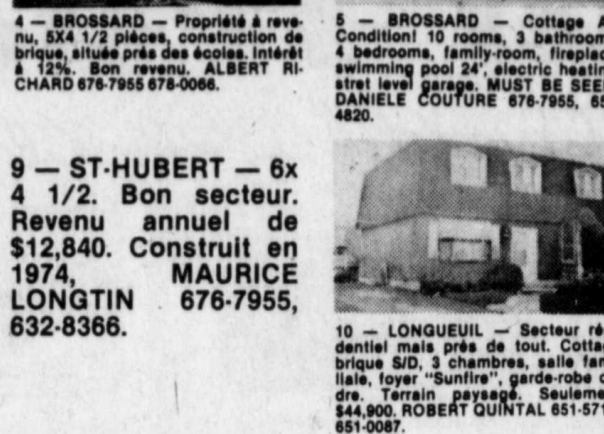 4 — BROSSARD — Propriété à reve-
nu, 5X4 1/2 pièces, construction de
brique, située près des écoles. Intérêt
à 12%. Bon revenu. ALBERT RI-
CHARD 676-7955 678-0066.
9 — ST-HUBERT — 6x
4 1/2. Bon secteur.
Revenu annuel de
$12,840. Construit en
1974, MAURICE
LONGTIN 676-7955,
632-8366.
5 — BROSSARD — Cottage A
Condition! 10 rooms, 3 bathroom
4 bedrooms, family-room, fireplac
swimming pool 24', electric heatin
stret level garage. MUST BE SEE
DANIELE COUTURE 676-7955, 65
4820.
10 — LONGUEUIL — Secteur ré
dentiel mais près de tout. Cotta
brique S/D, 3 chambres, salle fam
liale, foyer "Sunfire", garde-robe c
dre. Terrain paysagé. Seuleme
$44,900. ROBERT QUINTAL 651-571
651-0087.